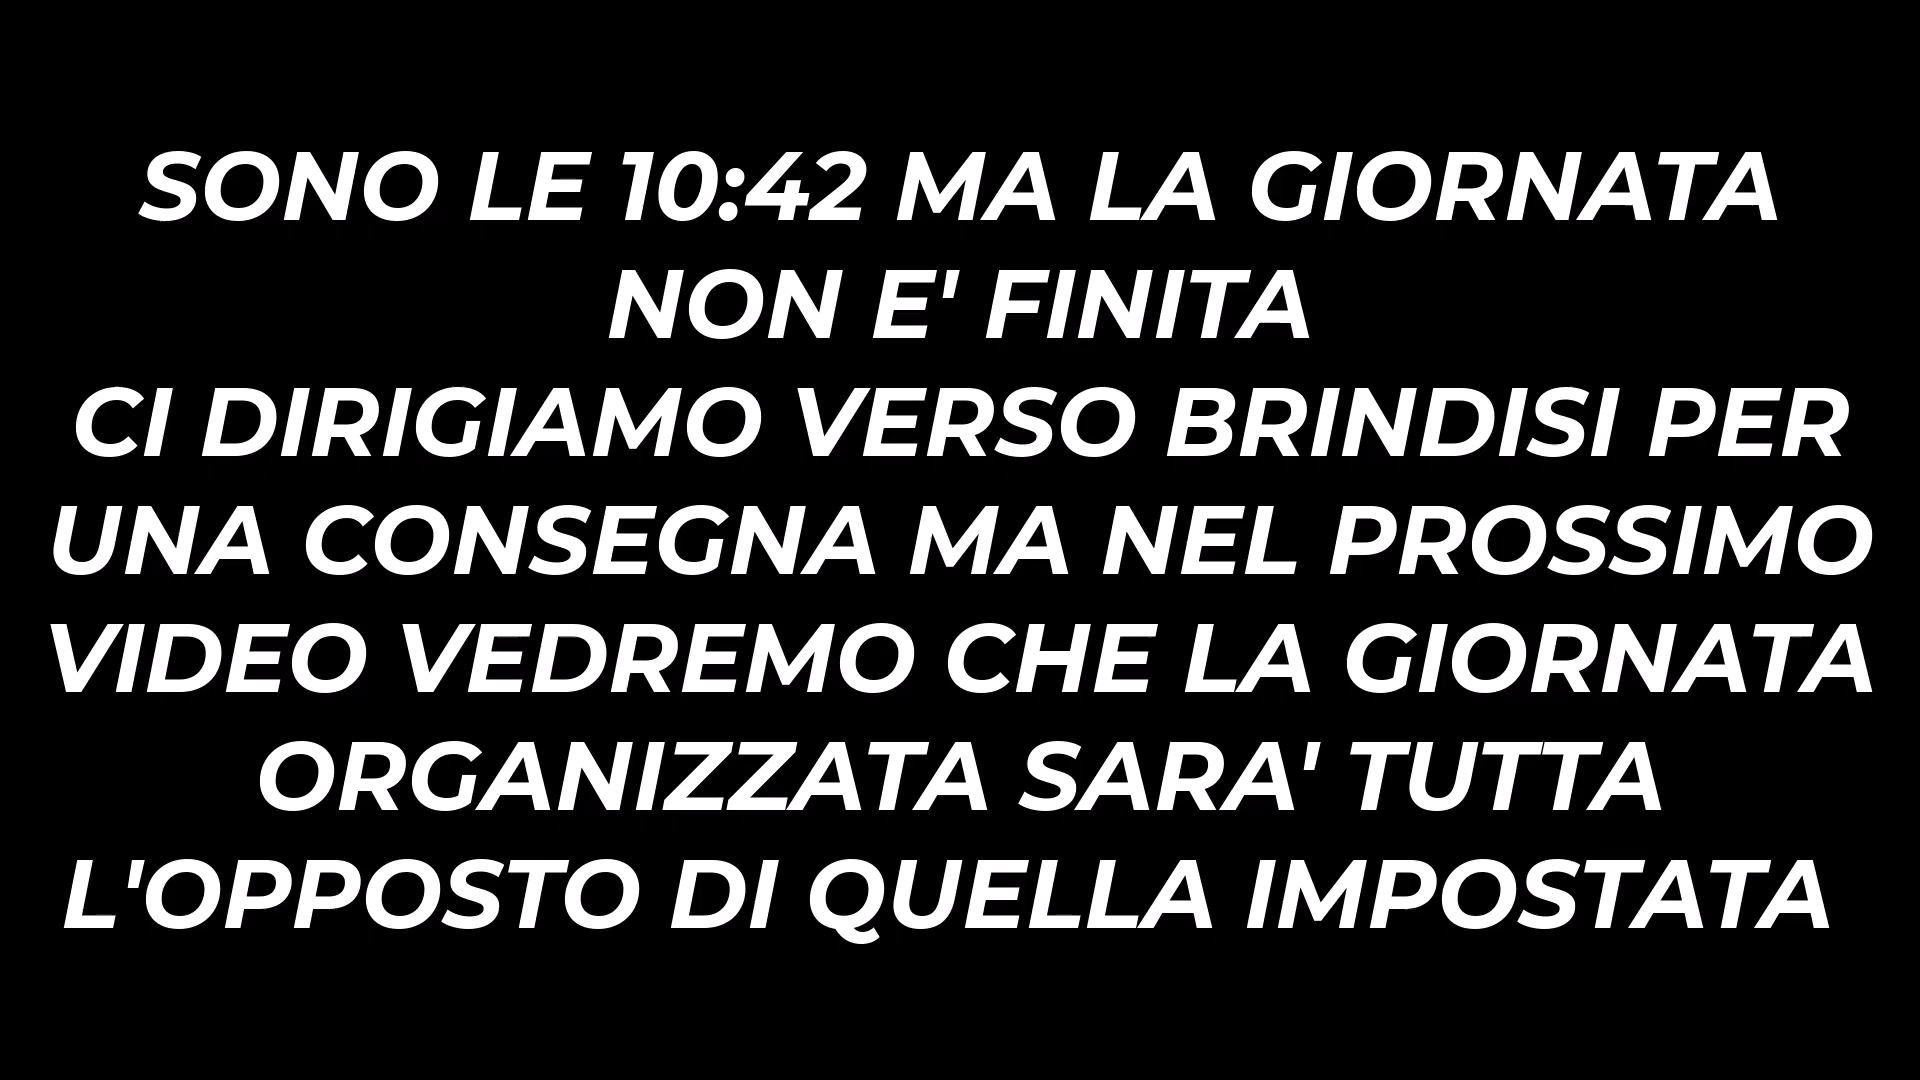 SONO LE 10:42 MA LA GIORNATA
NON E' FINITA
CI DIRIGIAMO VERSO BRINDISI PER
UNA CONSEGNA MA NEL PROSSIMO
VIDEO VEDREMO CHE LA GIORNATA
ORGANIZZATA SARA' TUTTA
L'OPPOSTO DI QUELLA IMPOSTATA